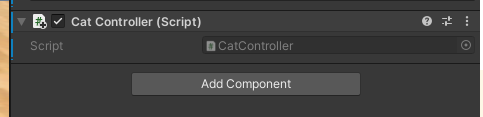 Cat Controller (Script)
Script CatController
Add Component